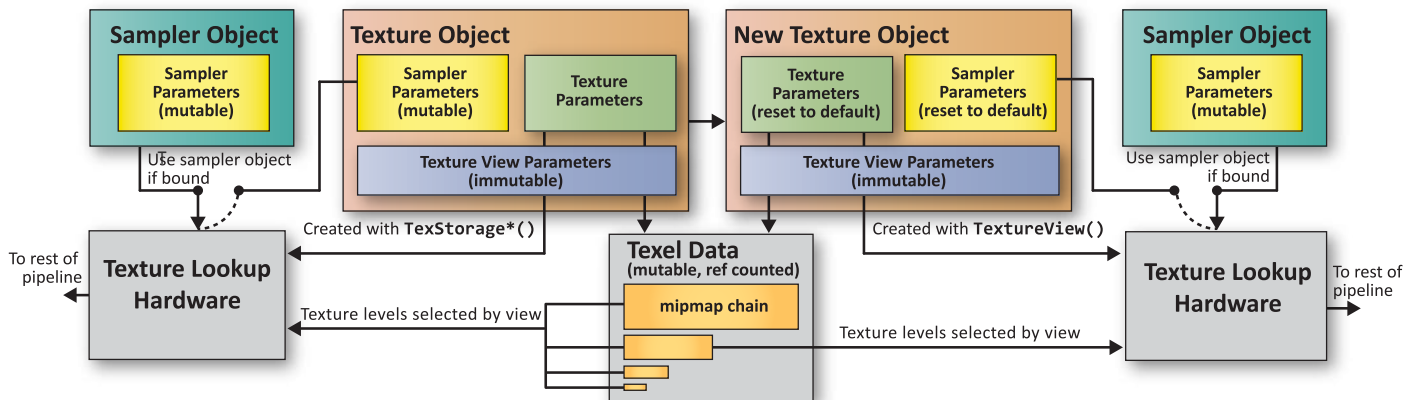 Sampler Object
Sampler
Parameters
(mutable)
Use sampler object
if bound
Texture Object
Sampler
Parameters
(mutable)
Texture
Parameters
Texture View Parameters
(immutable)
New Texture Object
Texture
Parameters
(reset to default)
Sampler
Parameters
(reset to default)
Texture View Parameters
(immutable)
Sampler Object
Sampler
Parameters
(mutable)
Use sampler object
if bound
Created with TexStorage*()
Created with TextureView()
To rest of
pipeline
Texture Lookup
Hardware
Texel Data
(mutable, ref counted)
mipmap chain
Texture levels selected by view
Texture levels selected by view
Texture Lookup
Hardware
To rest of
pipeline